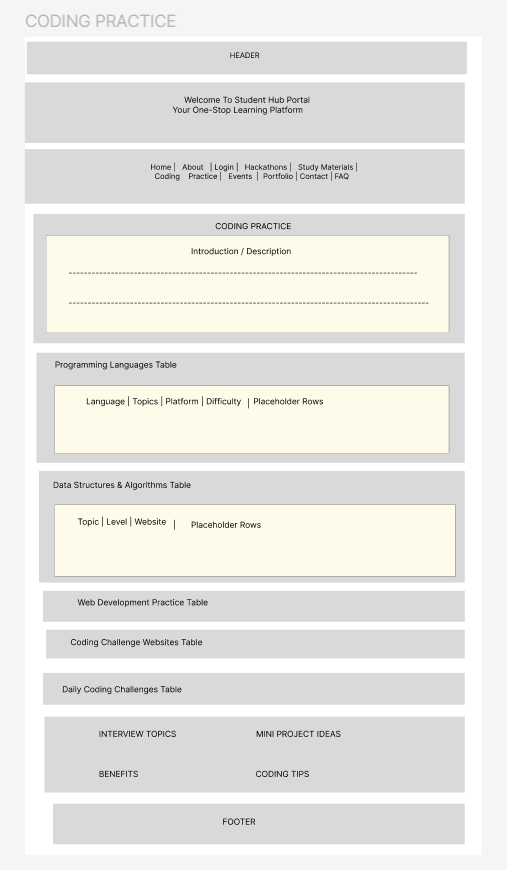 CODING PRACTICE
HEADER
Welcome To Student Hub Portal
Your One-Stop Learning Platform
Home | About | Login | Hackathons | Study Materials |
Coding Practice | Events | Portfolio | Contact | FAQ
CODING PRACTICE
Introduction / Description
--------------------------------------------------------------------------------
----------------------------------------------------------------------------------
Programming Languages Table
Language | Topics | Platform | Difficulty | Placeholder Rows
Data Structures & Algorithms Table
Topic | Level | Website | Placeholder Rows
Web Development Practice Table
Coding Challenge Websites Table
Daily Coding Challenges Table
INTERVIEW TOPICS MINI PROJECT IDEAS
BENEFITS CODING TIPS
FOOTER